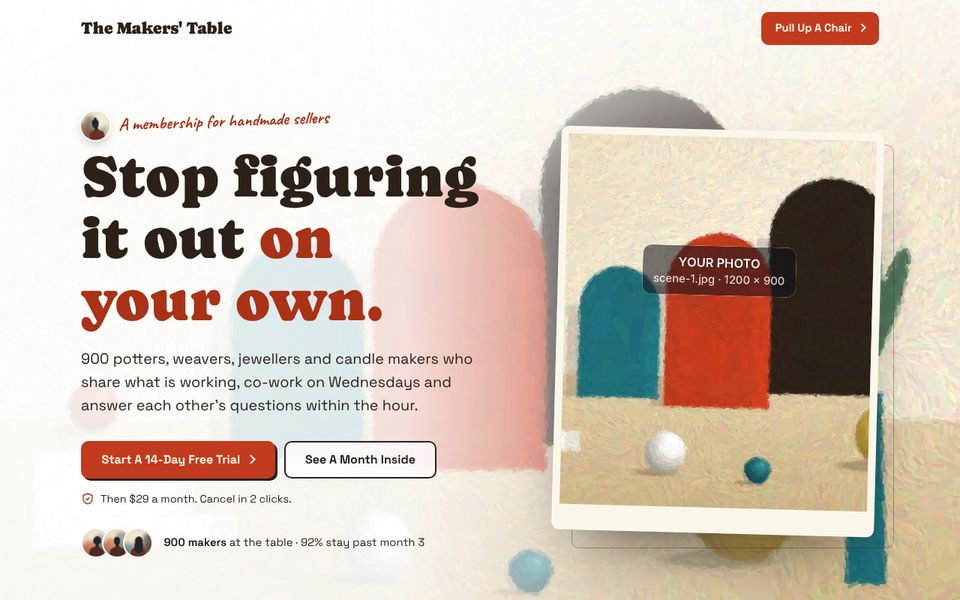 The Makers' Table
Pull Up A Chair
A membership for handmade sellers
Stop figuring
it out on
your own.
900 potters, weavers, jewellers and candle makers who
share what is working, co-work on Wednesdays and
answer each other's questions within the hour.
Start A 14-Day Free Trial
See A Month Inside
Then $29 a month. Cancel in 2 clicks.
900 makers at the table · 92% stay past month 3
YOUR PHOTO
scene-1.jpg · 1200 × 900